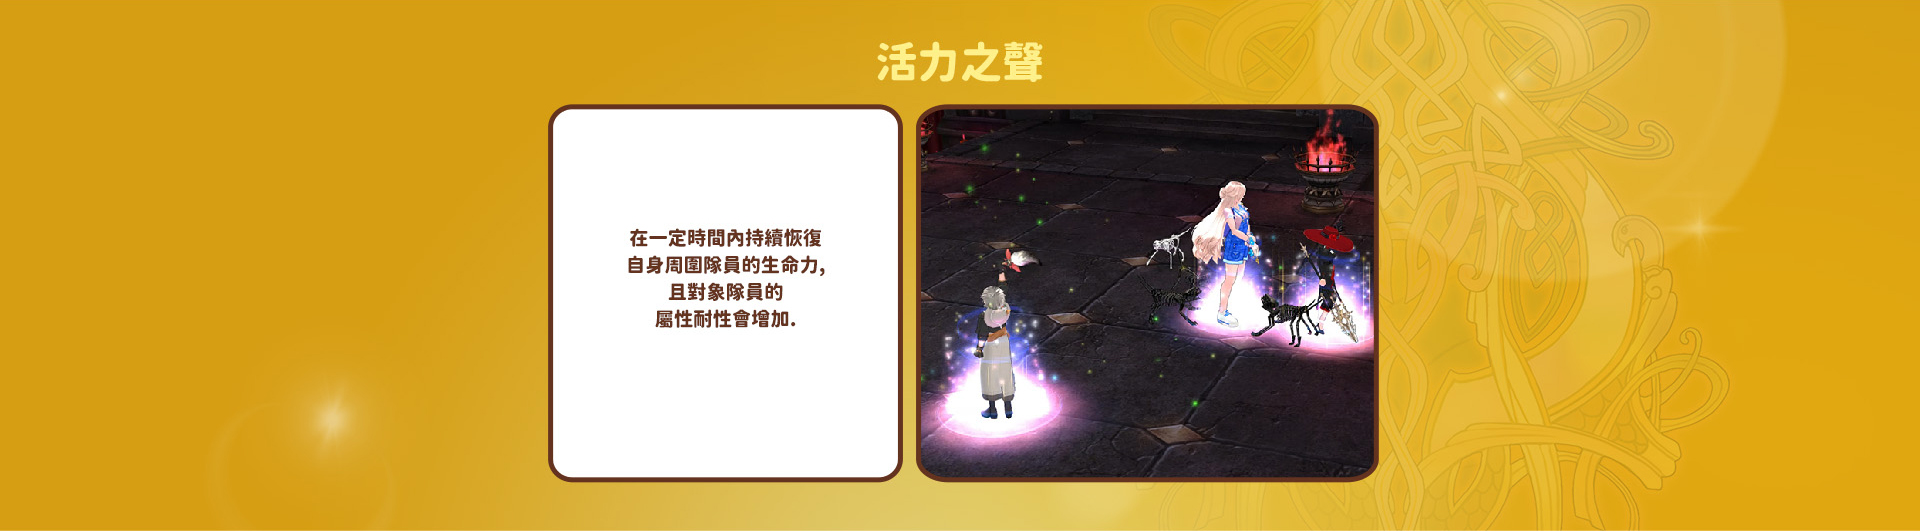 活力之聲
在一定時間內持續恢復
自身周圍隊員的生命力,
且對象隊員的
屬性耐性會增加.